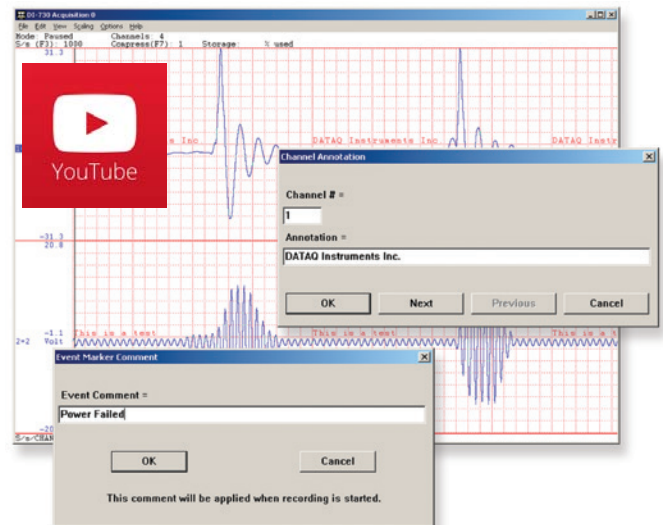 DI-730 Acquisition 0
File Edit View Scaling Options Help
Mode: Paused Channels: 4
S/s (F3): 1000 Compress(F7): 1 Storage: % used
31.3
YouTube
Inc DATAQ Instruments Inc DATAQ Instr
Channel Annotation
Channel # =
1
Annotation =
DATAQ Instruments Inc.
OK Next Previous Cancel
-31.3
20.8
-1.1
This is a test This is a test This is a t
2=2 Volt
Event Marker Comment
Event Comment =
Power Failed
OK Cancel
This comment will be applied when recording is started.
-20
S/s/CHAN